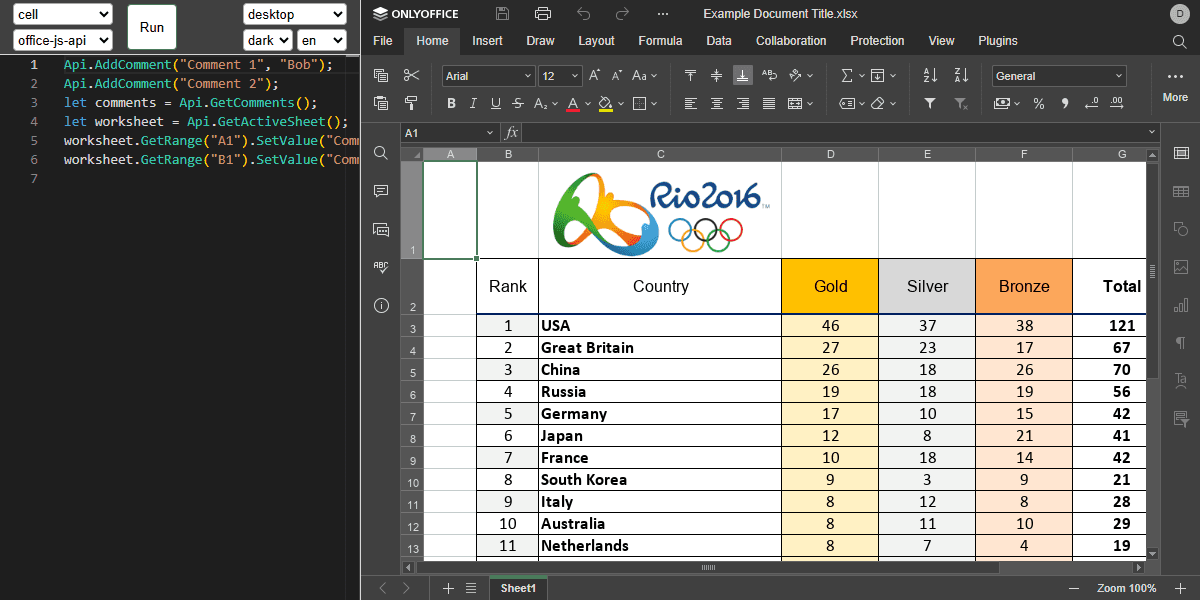 cell
desktop
Run
office-js-api
dark
en
1 Api.AddComment("Comment 1", "Bob");
2 Api.AddComment("Comment 2");
3 let comments = Api.GetComments();
4 let worksheet = Api.GetActiveSheet();
5 worksheet.GetRange("A1").SetValue("Com
6 worksheet.GetRange("B1").SetValue("Com
7
ONLYOFFICE
Example Document Title.xlsx
D
File Home Insert Draw Layout Formula Data Collaboration Protection View Plugins
Arial 12 General
More
A1 fx
A B C D E F G
1 Rio2016
2 Rank Country Gold Silver Bronze Total
3 1 USA 46 37 38 121
4 2 Great Britain 27 23 17 67
5 3 China 26 18 26 70
6 4 Russia 19 18 19 56
7 5 Germany 17 10 15 42
8 6 Japan 12 8 21 41
9 7 France 10 18 14 42
10 8 South Korea 9 3 9 21
11 9 Italy 8 12 8 28
12 10 Australia 8 11 10 29
13 11 Netherlands 8 7 4 19
Sheet1
Zoom 100%